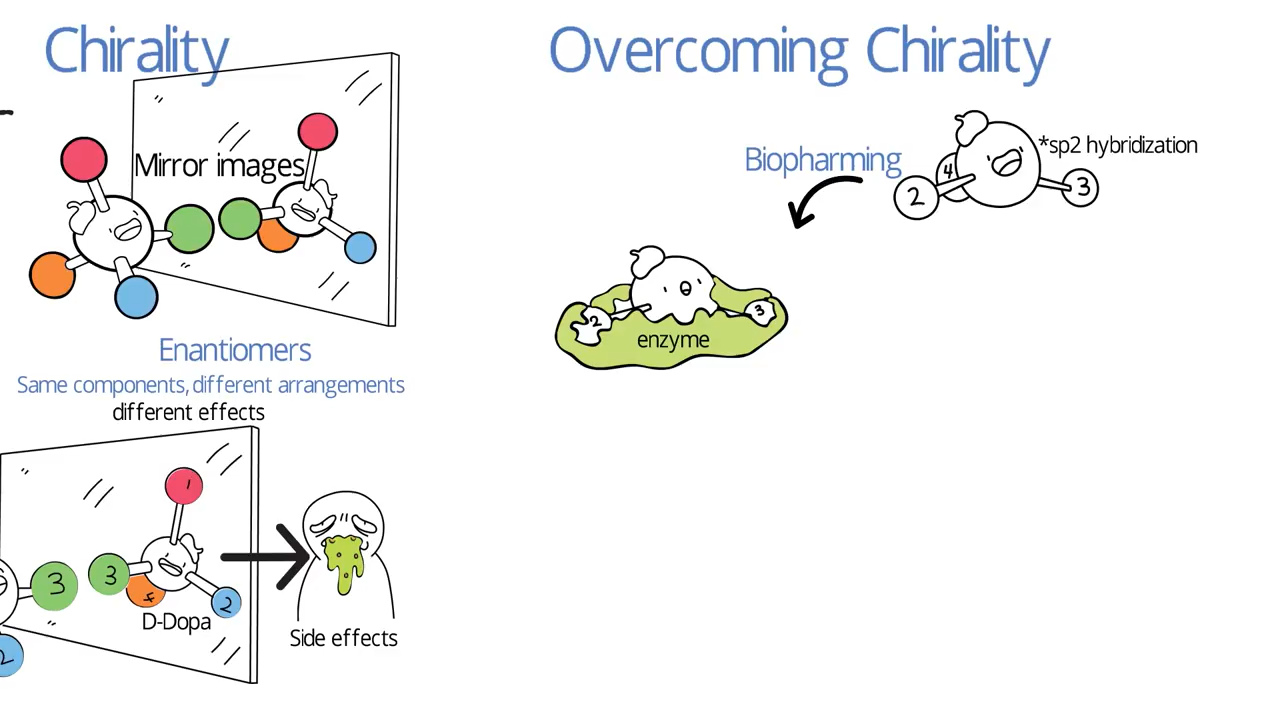 Chirality
Mirror images
Enantiomers
Same components, different arrangements
different effects
1
3
3
4
2
2
D-Dopa
Side effects
Overcoming Chirality
Biopharming
*sp2 hybridization
4
2
3
2
3
enzyme